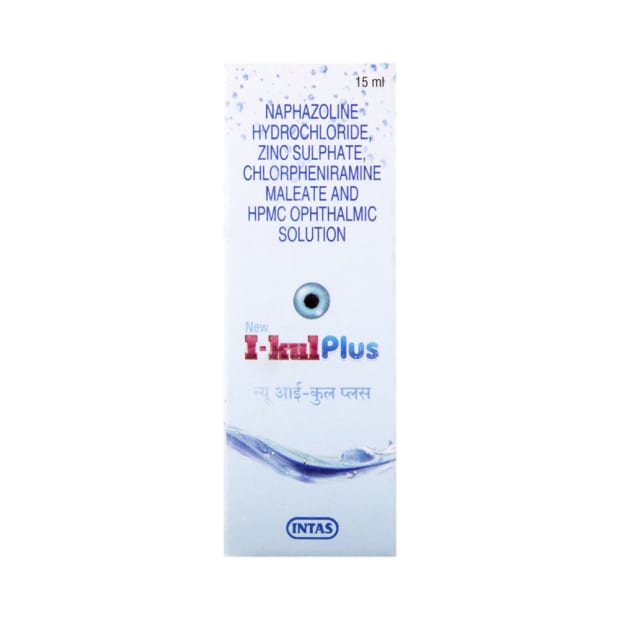 15 ml
NAPHAZOLINE
HYDROCHLORIDE,
ZINC SULPHATE,
CHLORPHENIRAMINE
MALEATE AND
HPMC OPHTHALMIC
SOLUTION
New
I-kul Plus
न्यू आई-कुल प्लस
INTAS